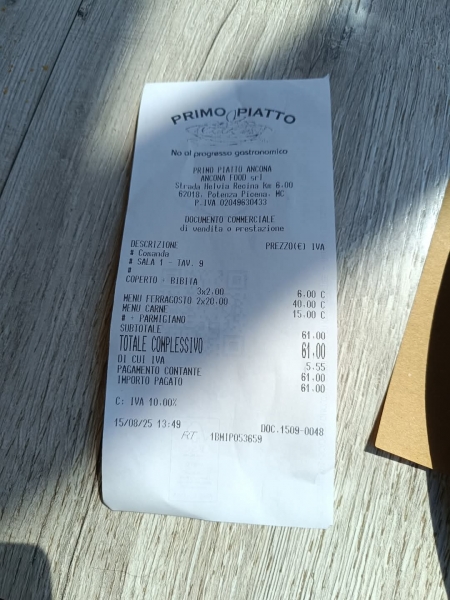 PRIMO PIATTO
No al progresso gastronomico
PRIMO PIATTO ANCONA
ANCONA FOOD srl
Strada Helvia Recina Km 6.00
62018. Potenza Picena. MC
P.IVA 02049630433
DOCUMENTO COMMERCIALE
di vendita o prestazione
DESCRIZIONE PREZZO(€) IVA
# Comanda
# SALA 1 - TAV. 9
#
COPERTO + BIBITA
3x2.00 6.00 C
MENU FERRAGOSTO 2x20.00 40.00 C
MENU CARNE 15.00 C
# - PARMIGIANO
SUBTOTALE 61.00
TOTALE COMPLESSIVO 61.00
DI CUI IVA 5.55
PAGAMENTO CONTANTE 61.00
IMPORTO PAGATO 61.00
C: IVA 10.00%
15/08/25 13:49 DOC.1509-0048
RT 1BMIP053659